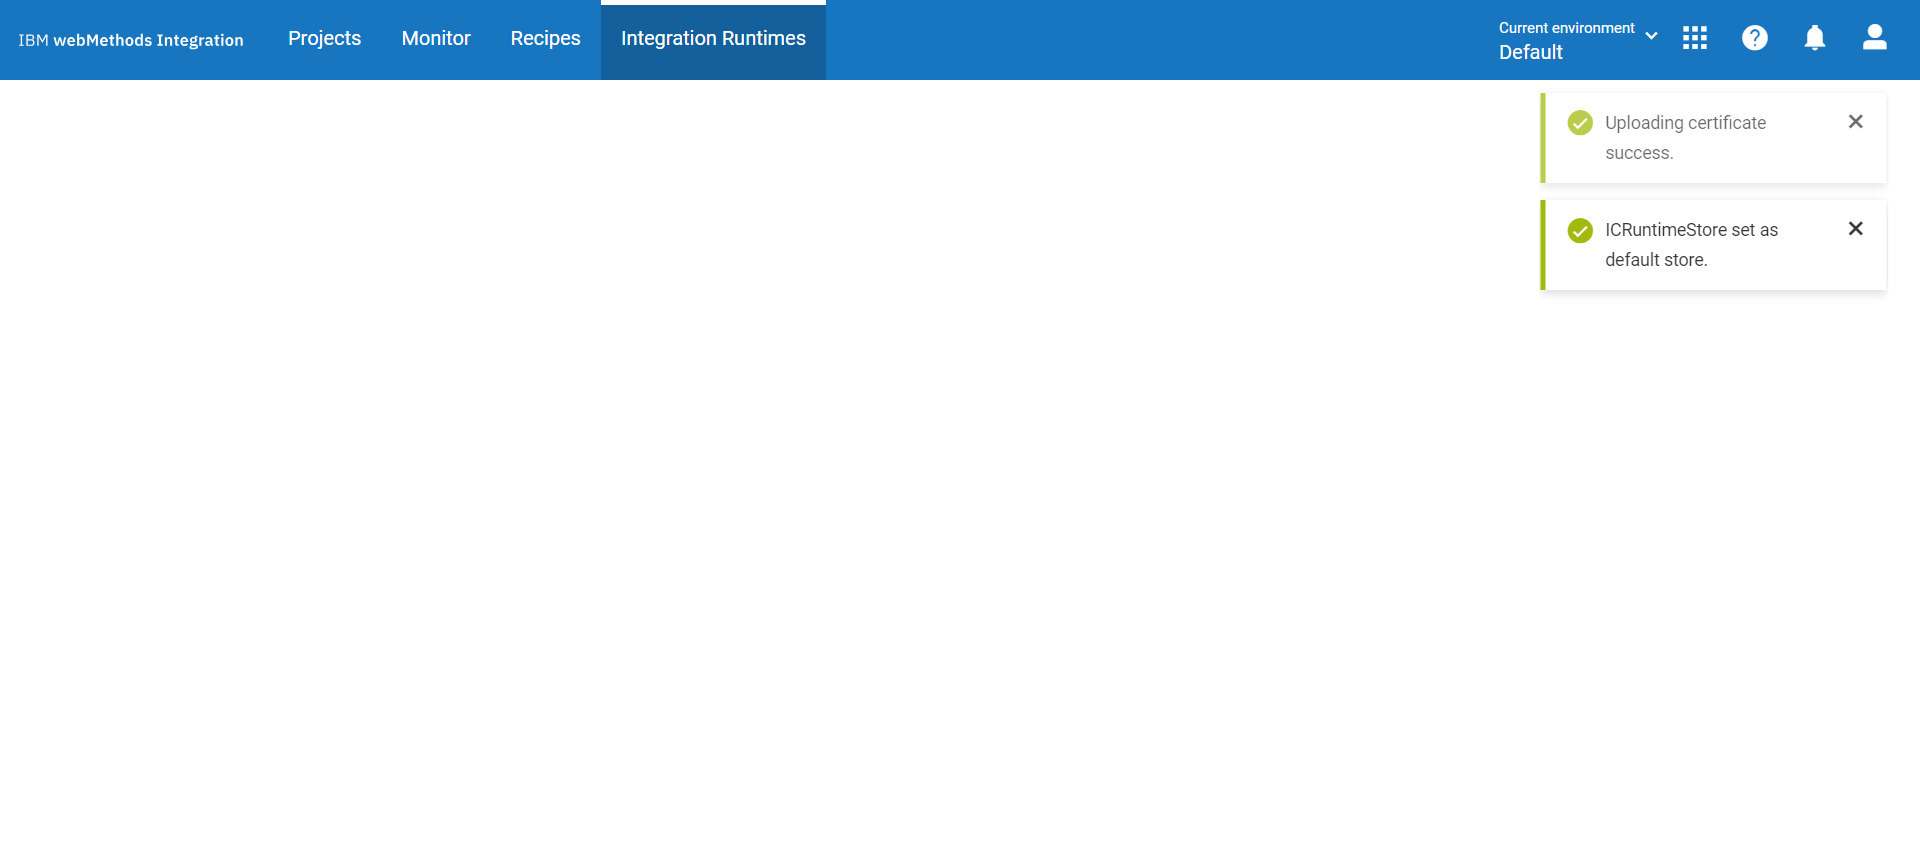 IBM webMethods Integration
Projects
Monitor
Recipes
Integration Runtimes
Current environment
Default
Uploading certificate
success.
ICRuntimeStore set as
default store.